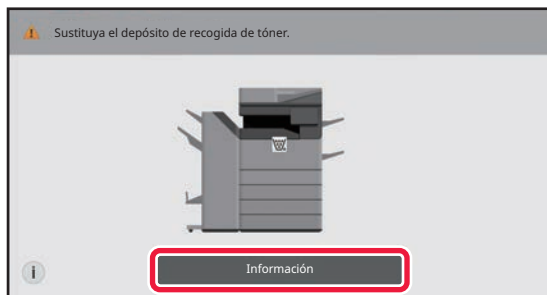 Sustituya el depósito de recogida de tóner.
i
Información